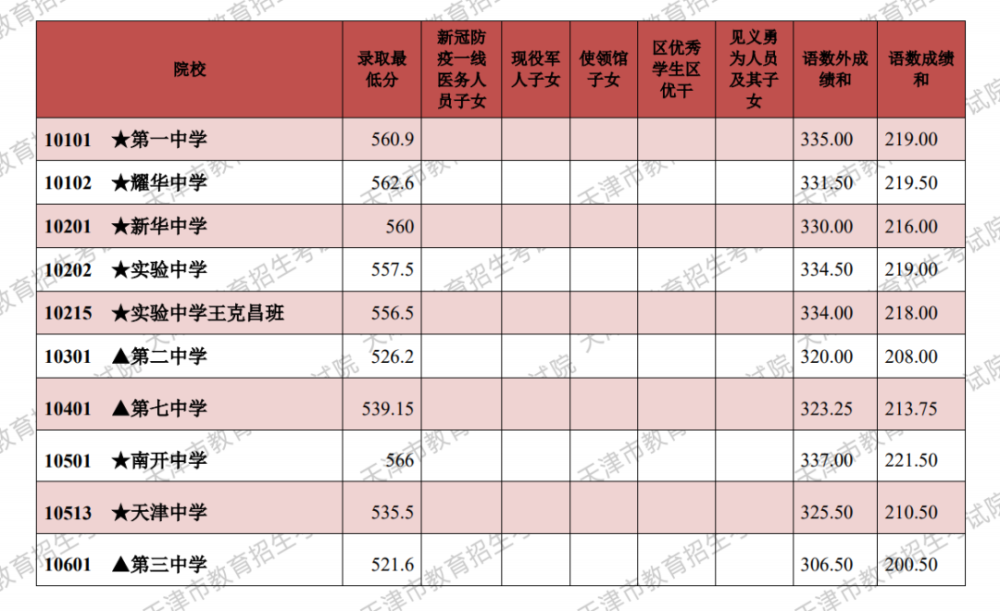 院校 录取最低分 新冠防疫一线医务人员子女 现役军人子女 使领馆子女 区优秀学生区优干 见义勇为人员及其子女 语数外成绩和 语数成绩和
10101 ★第一中学 560.9 335.00 219.00
10102 ★耀华中学 562.6 331.50 219.50
10201 ★新华中学 560 330.00 216.00
10202 ★实验中学 557.5 334.50 219.00
10215 ★实验中学王克昌班 556.5 334.00 218.00
10301 ▲第二中学 526.2 320.00 208.00
10401 ▲第七中学 539.15 323.25 213.75
10501 ★南开中学 566 337.00 221.50
10513 ★天津中学 535.5 325.50 210.50
10601 ▲第三中学 521.6 306.50 200.50
天津市教育招生考试院